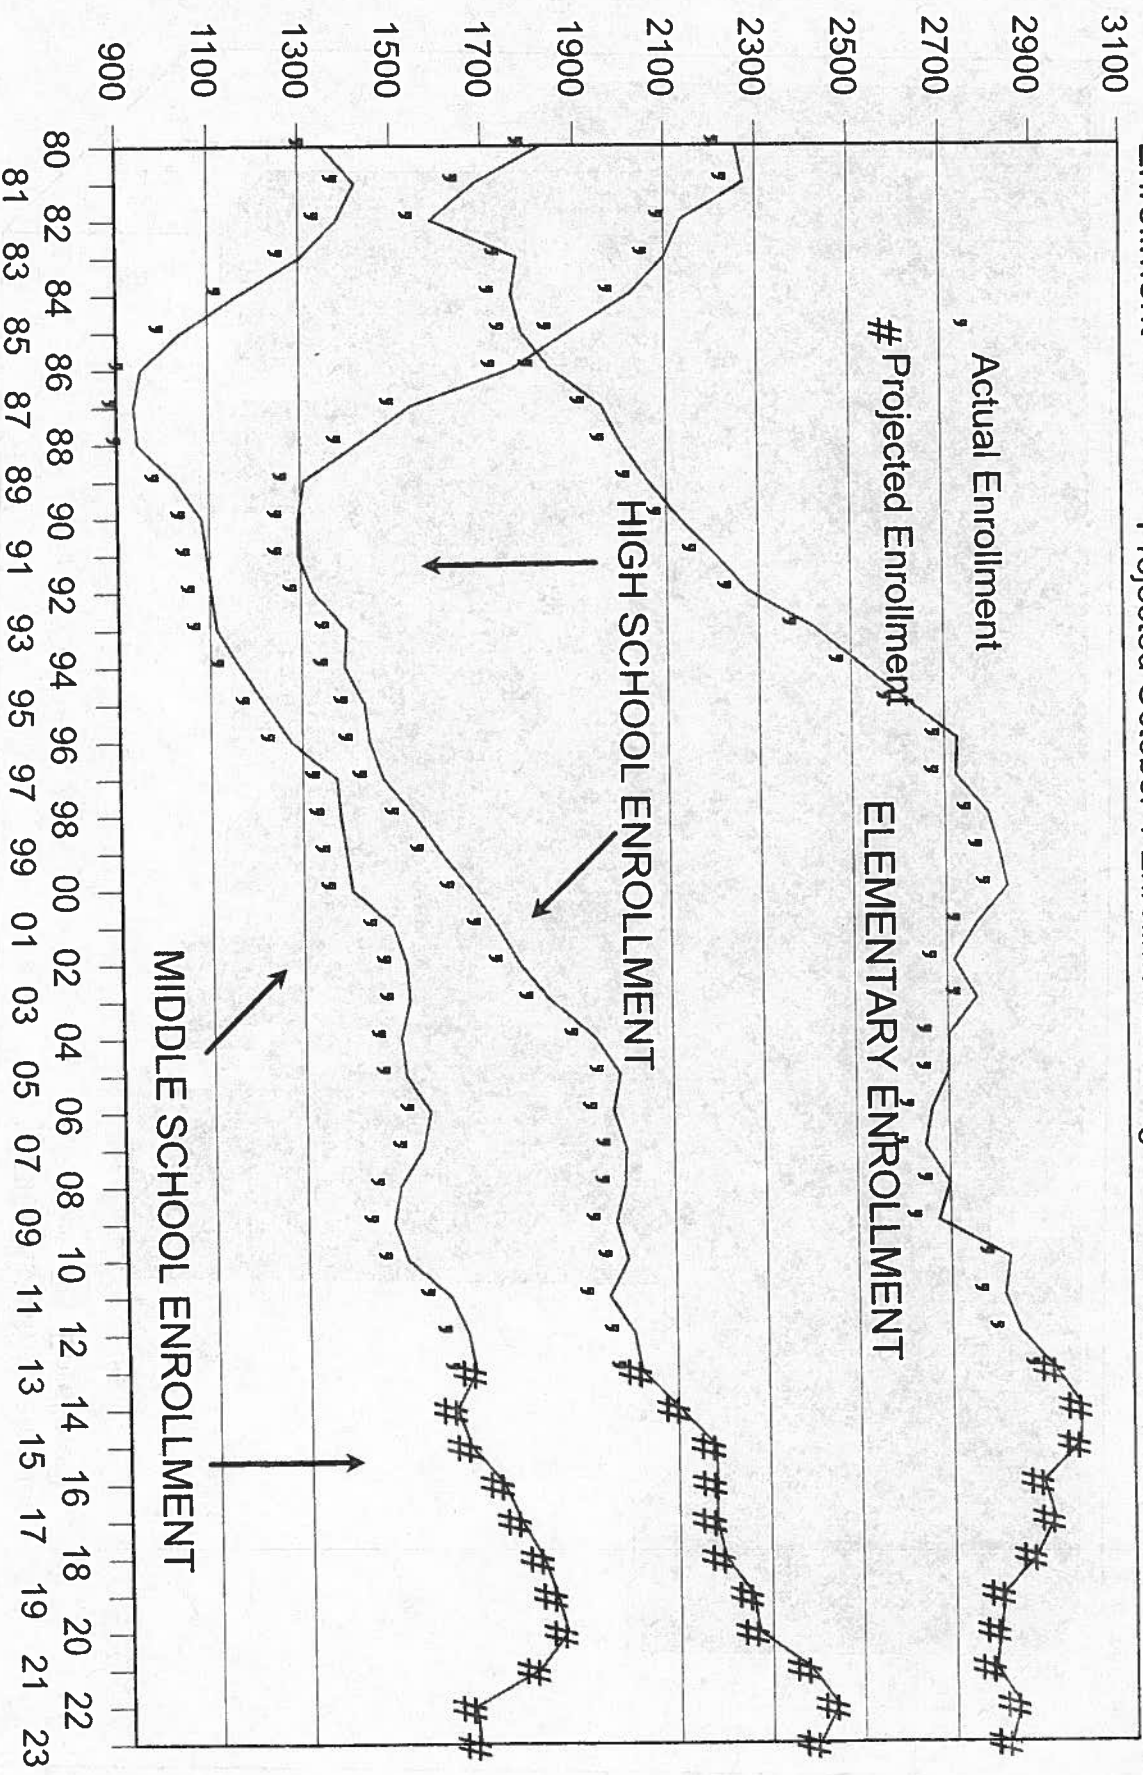 3100
2900
2700
2500
2300
2100
1900
1700
1500
1300
1100
900
, Actual Enrollment
# Projected Enrollment
ELEMENTARY ENROLLMENT
HIGH SCHOOL ENROLLMENT
MIDDLE SCHOOL ENROLLMENT
80 82 84 86 88 90 92 94 96 98 00 02 04 06 08 10 12 14 16 18 20 22
81 83 85 87 89 91 93 95 97 99 01 03 05 07 09 11 13 15 17 19 21 23